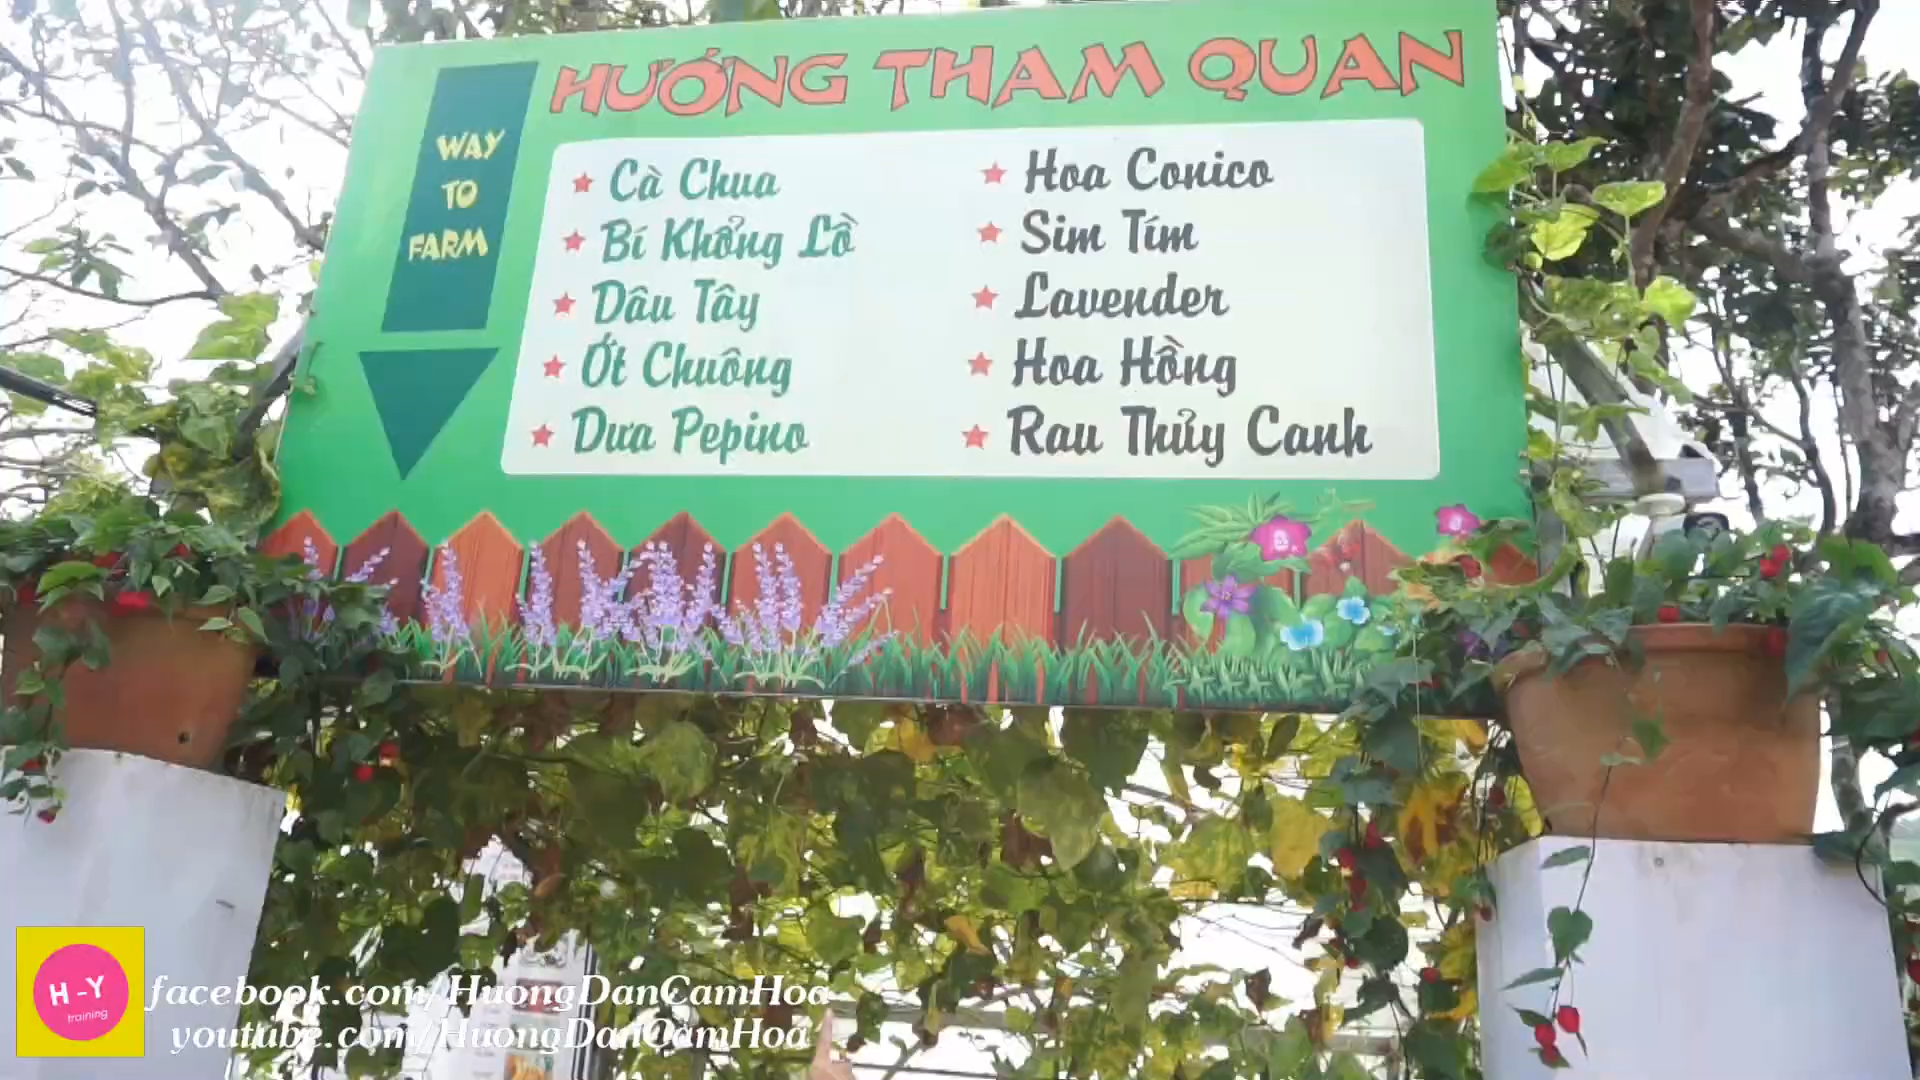 HƯỚNG THAM QUAN
WAY
TO
FARM
Cà Chua
Bí Khổng Lồ
Dâu Tây
Ớt Chuông
Dưa Pepino
Hoa Conico
Sim Tím
Lavender
Hoa Hồng
Rau Thủy Canh
H-Y
training
facebook.com/HuongDanCamHoa
youtube.com/HuongDanCamHoa